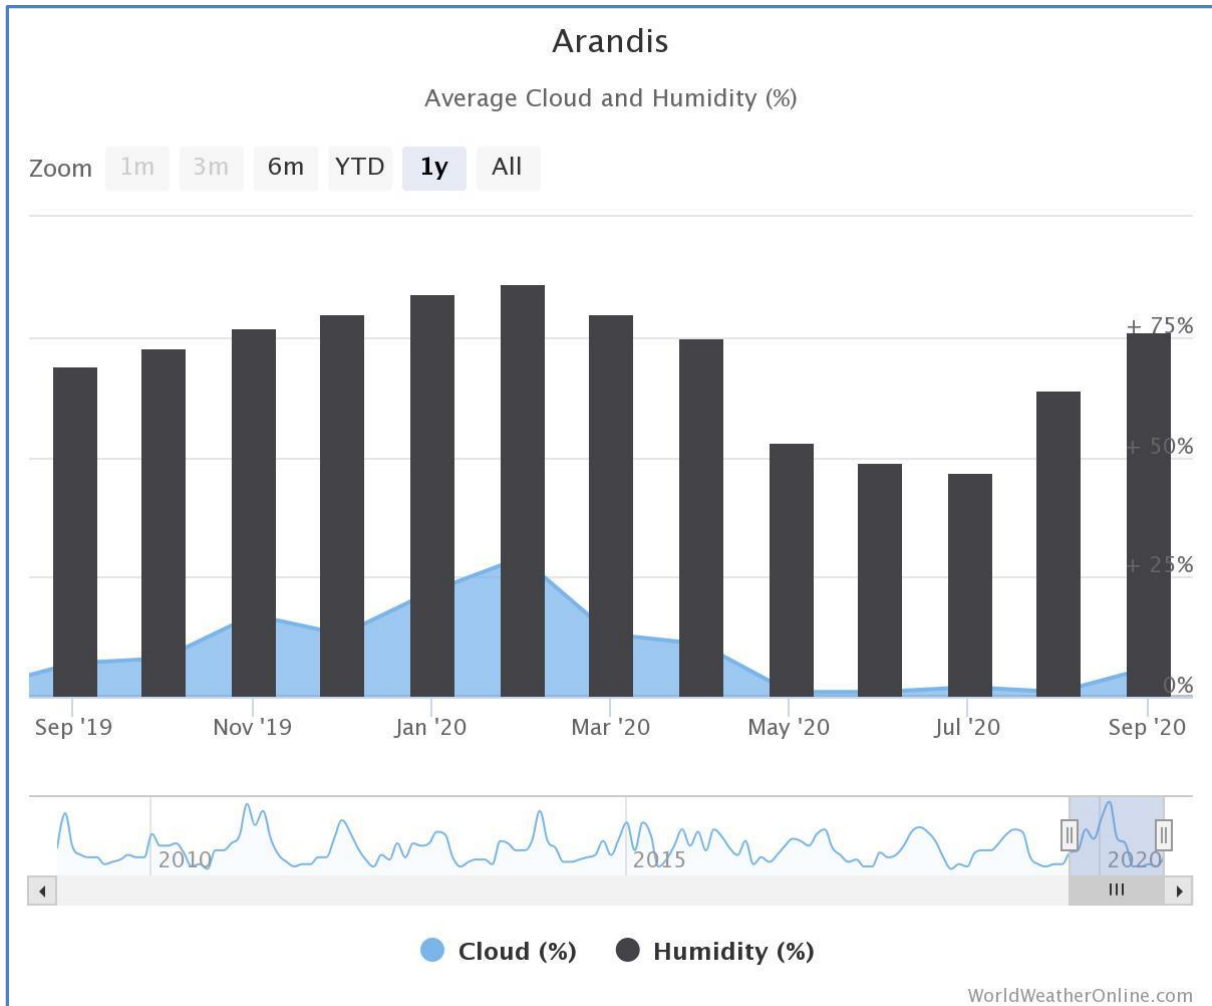 Arandis
Average Cloud and Humidity (%)
Zoom 1m 3m 6m YTD 1y All
+ 75%
+ 50%
+ 25%
0%
Sep '19 Nov '19 Jan '20 Mar '20 May '20 Jul '20 Sep '20
2010 2015 2020
Cloud (%) Humidity (%)
WorldWeatherOnline.com